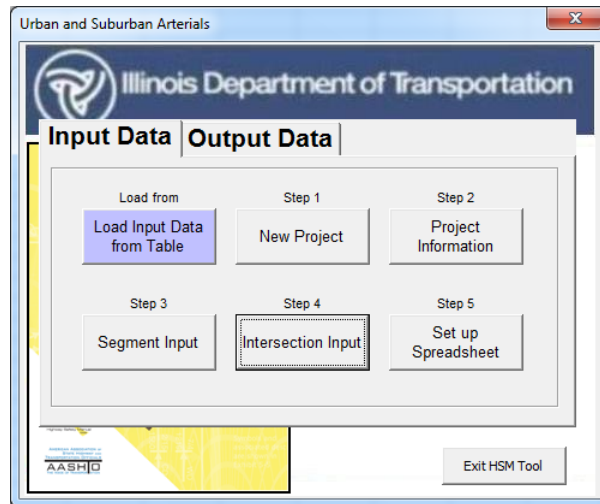 Urban and Suburban Arterials
x
Illinois Department of Transportation
Input Data
Output Data
Load from
Step 1
Step 2
Load Input Data
from Table
New Project
Project
Information
Step 3
Step 4
Step 5
Segment Input
Intersection Input
Set up
Spreadsheet
AASHTO
Exit HSM Tool